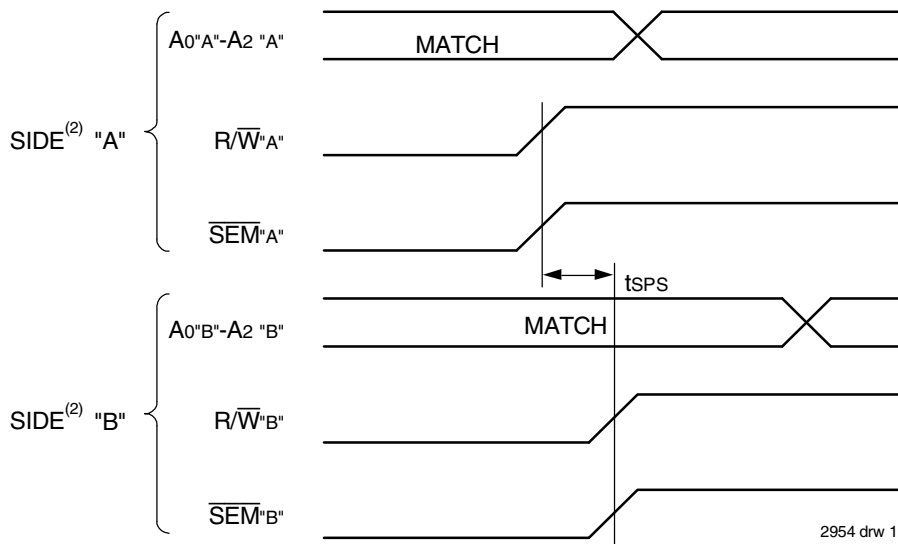 A0"A"-A2 "A"
MATCH
SIDE(2) "A"
R/W"A"
SEM"A"
tSPS
A0"B"-A2 "B"
MATCH
SIDE(2) "B"
R/W"B"
SEM"B"
2954 drw 1